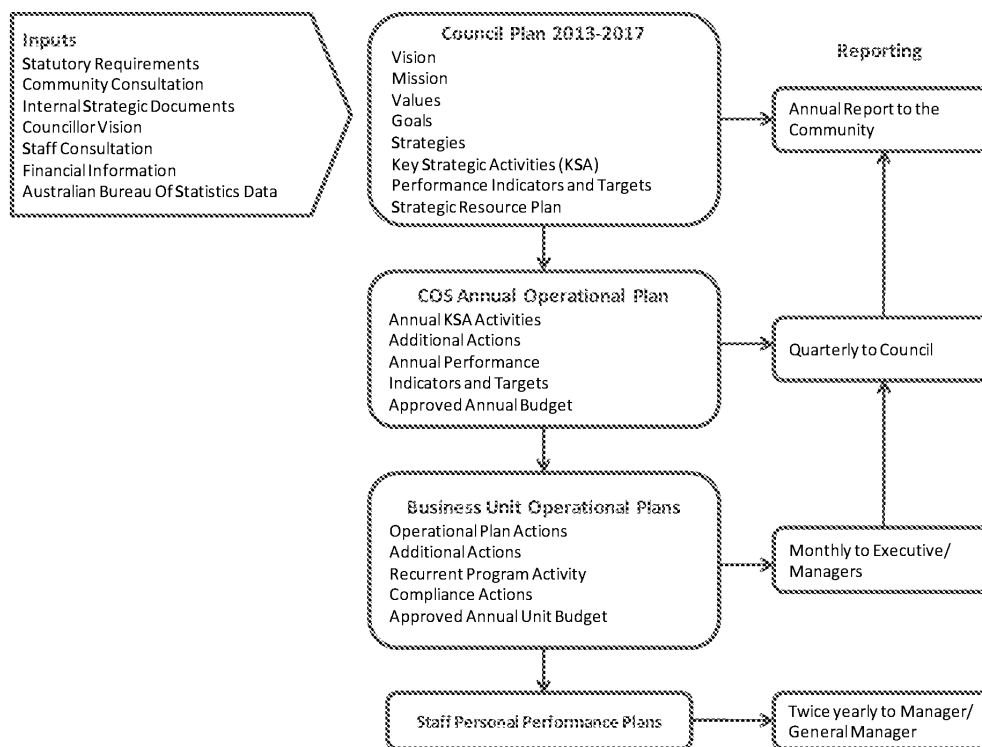 Inputs
Statutory Requirements
Community Consultation
Internal Strategic Documents
Councillor Vision
Staff Consultation
Financial Information
Australian Bureau Of Statistics Data
Council Plan 2013-2017
Vision
Mission
Values
Goals
Strategies
Key Strategic Activities (KSA)
Performance Indicators and Targets
Strategic Resource Plan
Reporting
Annual Report to the
Community
COS Annual Operational Plan
Annual KSA Activities
Additional Actions
Annual Performance
Indicators and Targets
Approved Annual Budget
Quarterly to Council
Business Unit Operational Plans
Operational Plan Actions
Additional Actions
Recurrent Program Activity
Compliance Actions
Approved Annual Unit Budget
Monthly to Executive/
Managers
Staff Personal Performance Plans
Twice yearly to Manager/
General Manager